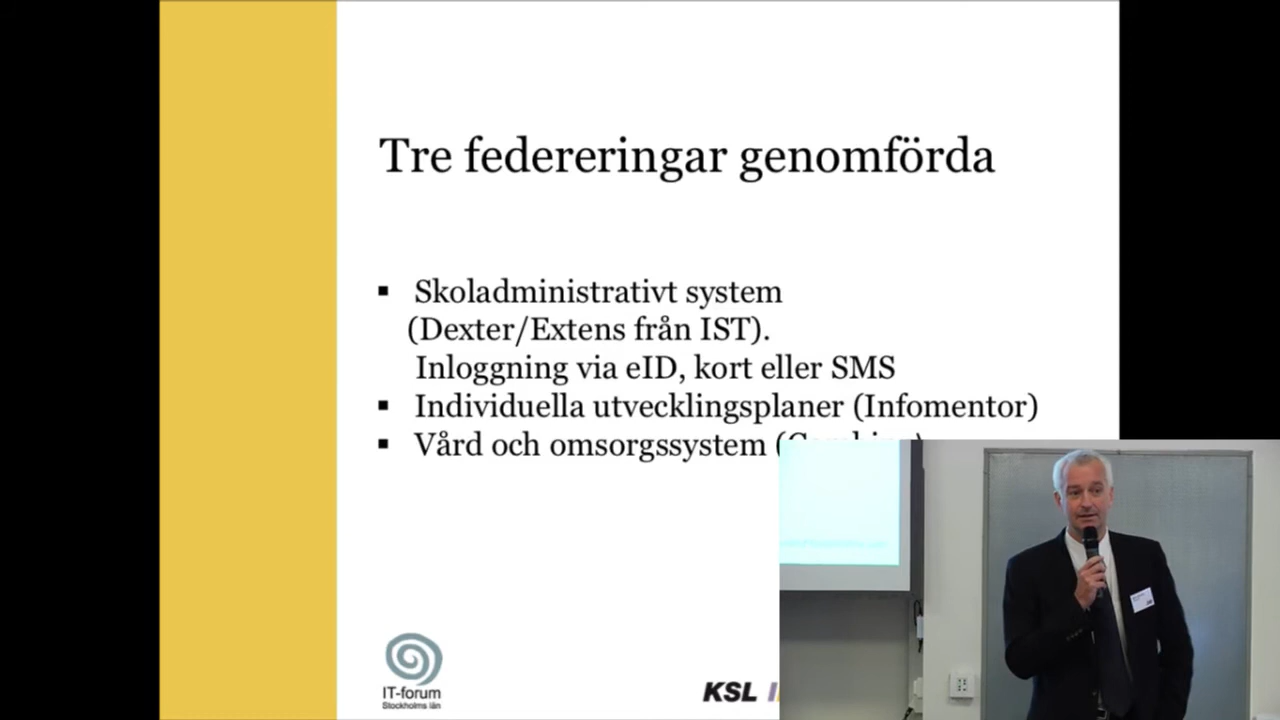 Tre federeringar genomförda
▪ Skoladministrativt system
(Dexter/Extens från IST).
Inloggning via eID, kort eller SMS
▪ Individuella utvecklingsplaner (Infomentor)
▪ Vård och omsorgssystem
IT-forum
Stockholms län
KSL